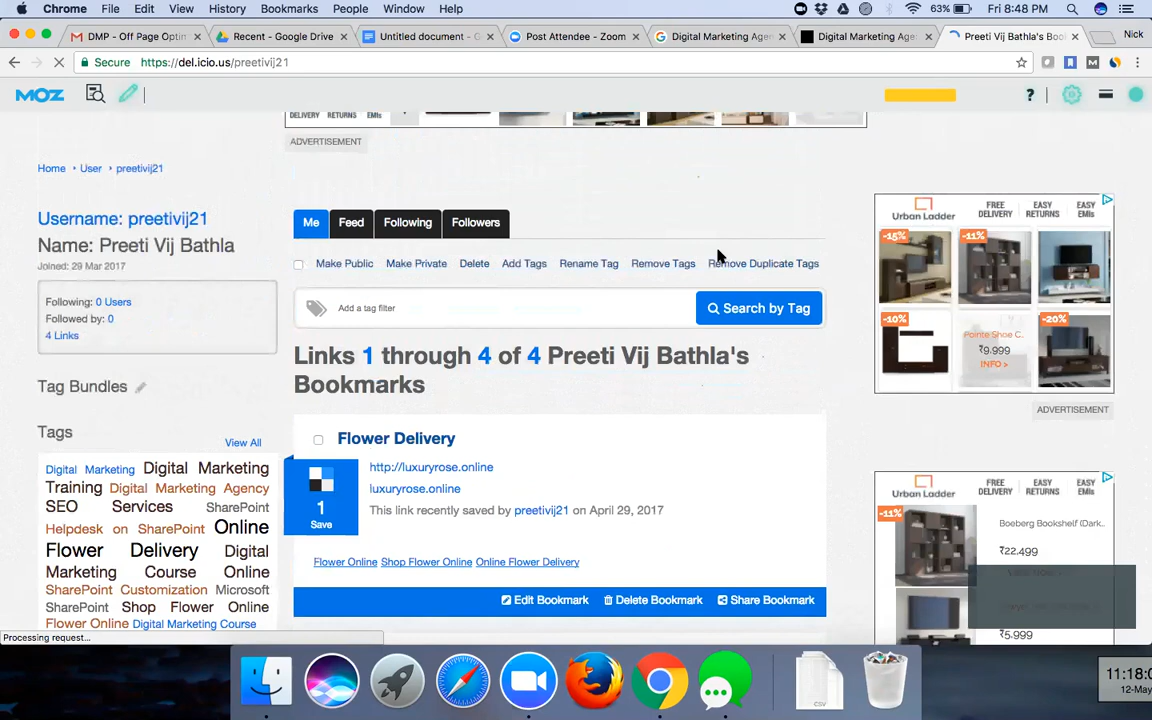 Chrome File Edit View History Bookmarks People Window Help 63% Fri 8:48 PM
DMP - Off Page Optim Recent - Google Drive Untitled document - G Post Attendee - Zoom Digital Marketing Agen Digital Marketing Age Preeti Vij Bathla's Boo Nick
Secure https://del.icio.us/preetivij21
MOZ ?
DELIVERY RETURNS EMIs
ADVERTISEMENT
Home User preetivij21
Username: preetivij21
Name: Preeti Vij Bathla
Joined: 29 Mar 2017
Following: 0 Users
Followed by: 0
4 Links
Tag Bundles
Tags
View All
Digital Marketing Digital Marketing
Training Digital Marketing Agency
SEO Services SharePoint
Helpdesk on SharePoint Online
Flower Delivery Digital
Marketing Course Online
SharePoint Customization Microsoft
SharePoint Shop Flower Online
Flower Online Digital Marketing Course
Me Feed Following Followers
Make Public Make Private Delete Add Tags Rename Tag Remove Tags Remove Duplicate Tags
Add a tag filter Search by Tag
Links 1 through 4 of 4 Preeti Vij Bathla's
Bookmarks
Flower Delivery
http://luxuryrose.online
luxuryrose.online
1
Save
This link recently saved by preetivij21 on April 29, 2017
Flower Online Shop Flower Online Online Flower Delivery
Edit Bookmark Delete Bookmark Share Bookmark
Urban Ladder
FREE DELIVERY EASY RETURNS EASY EMIs
-15% -11%
-10% -20%
Pointe Shoe C..
₹9,999
INFO >
ADVERTISEMENT
Urban Ladder
FREE DELIVERY EASY RETURNS EASY EMIs
-11%
Boeberg Bookshelf (Dark..
₹22,499
₹5,999
Processing request...
CSV
11:18:0
12-May